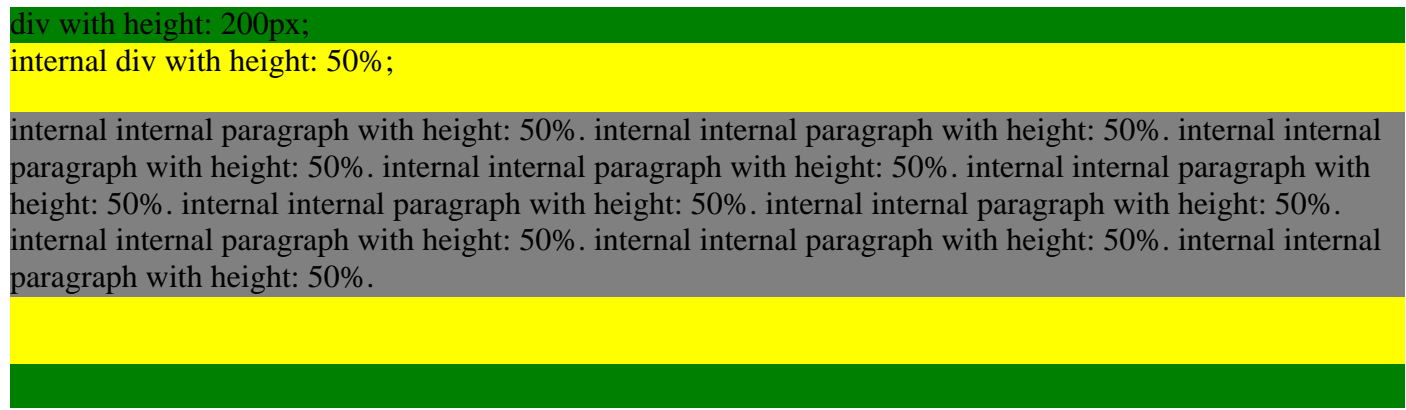 div with height: 200px;
internal div with height: 50%;
internal internal paragraph with height: 50%. internal internal paragraph with height: 50%. internal internal
paragraph with height: 50%. internal internal paragraph with height: 50%. internal internal paragraph with
height: 50%. internal internal paragraph with height: 50%. internal internal paragraph with height: 50%.
internal internal paragraph with height: 50%. internal internal paragraph with height: 50%. internal internal
paragraph with height: 50%.